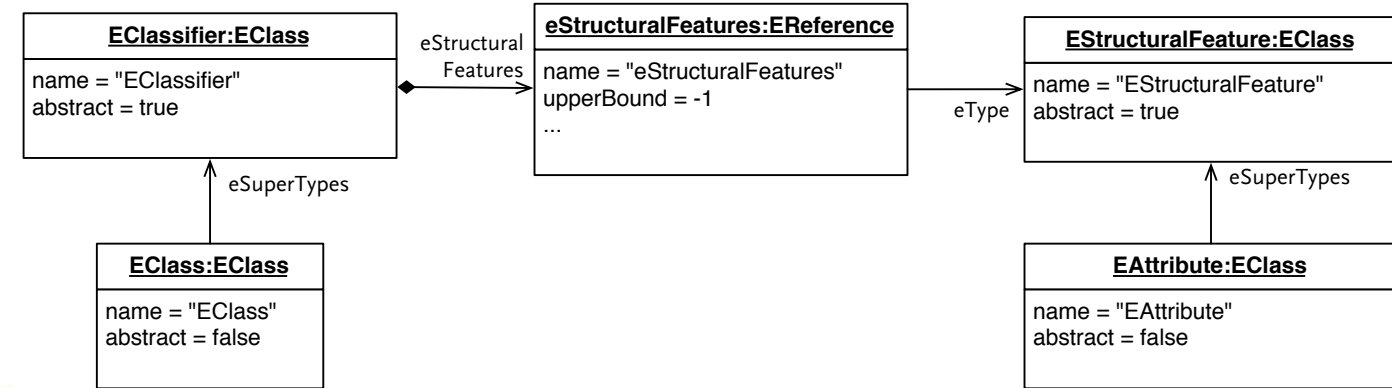 EClassifier:EClass
name = "EClassifier"
abstract = true
eStructural
Features
eStructuralFeatures:EReference
name = "eStructuralFeatures"
upperBound = -1
...
eType
EStructuralFeature:EClass
name = "EStructuralFeature"
abstract = true
eSuperTypes
eSuperTypes
EClass:EClass
name = "EClass"
abstract = false
EAttribute:EClass
name = "EAttribute"
abstract = false